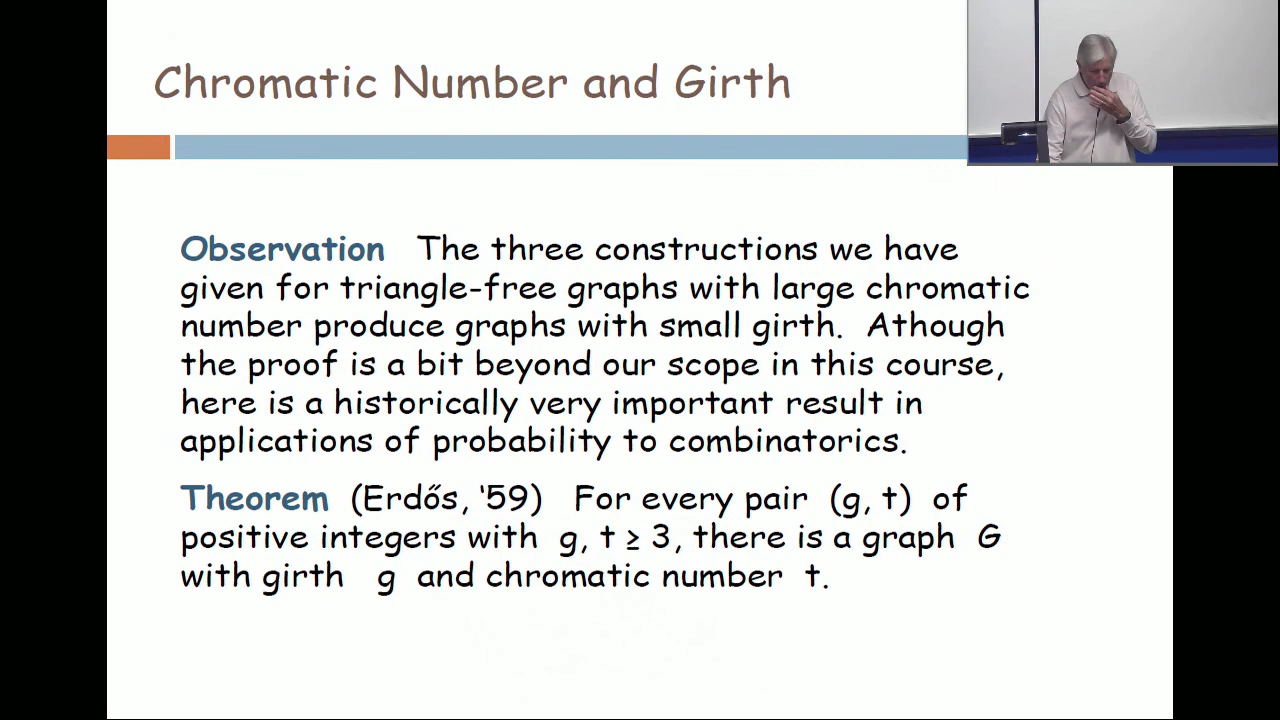 Chromatic Number and Girth
Observation The three constructions we have
given for triangle-free graphs with large chromatic
number produce graphs with small girth. Athough
the proof is a bit beyond our scope in this course,
here is a historically very important result in
applications of probability to combinatorics.
Theorem (Erdős, ‘59) For every pair (g, t) of
positive integers with g, t ≥ 3, there is a graph G
with girth g and chromatic number t.